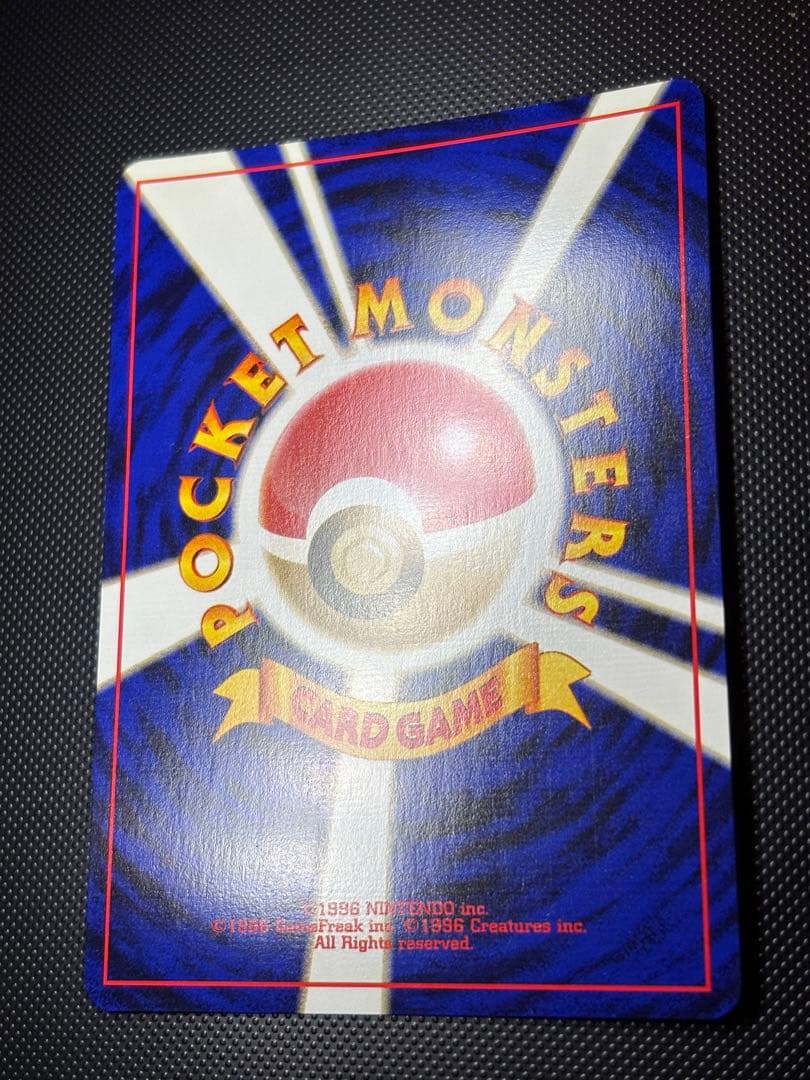 POCKET MONSTERS
CARD GAME
©1996 NINTENDO inc.
©1996 GameFreak inc. ©1996 Creatures inc.
All Rights reserved.